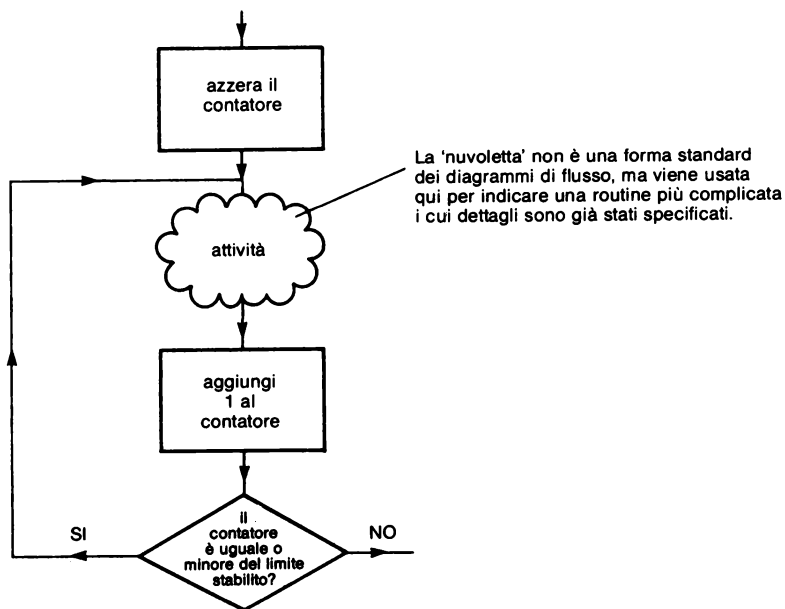 azzera il
contatore
La 'nuvoletta' non è una forma standard
dei diagrammi di flusso, ma viene usata
qui per indicare una routine più complicata
i cui dettagli sono già stati specificati.
attività
aggiungi
1 al
contatore
SI
il
contatore
è uguale o
minore del limite
stabilito?
NO